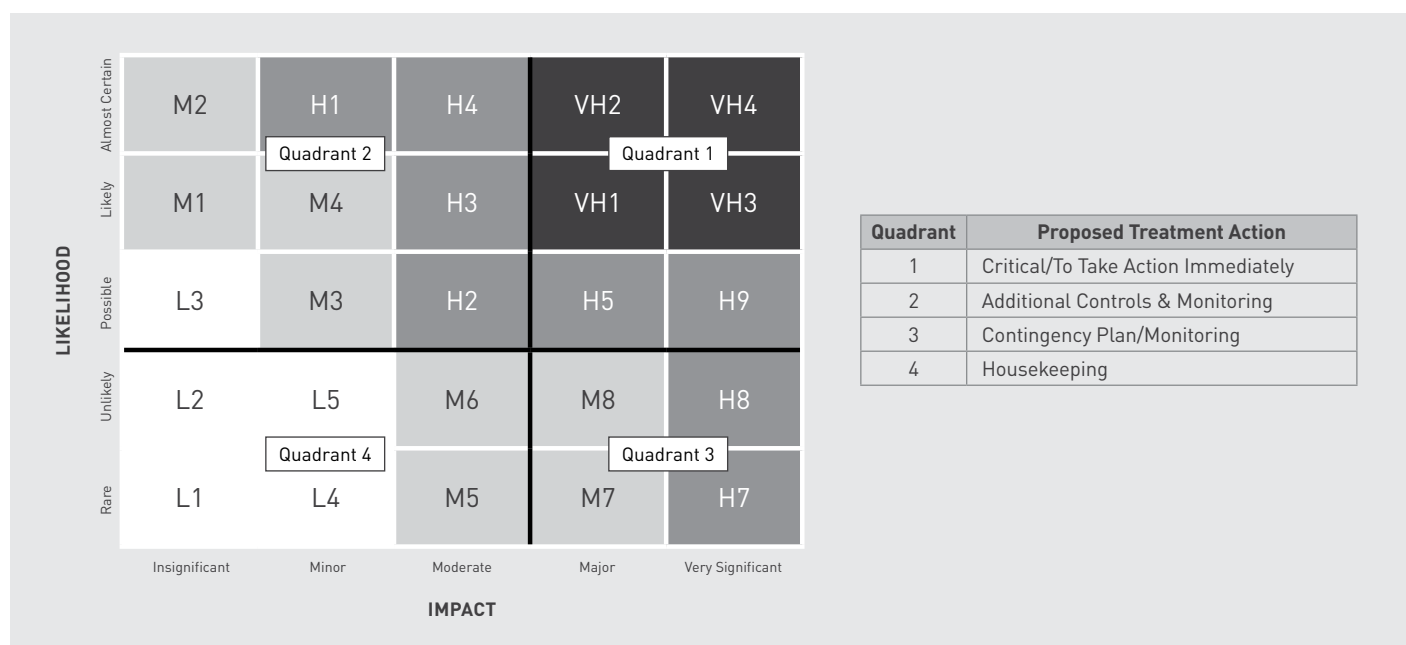 LIKELIHOOD
Almost Certain
M2 H1 H4 VH2 VH4
Quadrant 2 Quadrant 1
Likely
M1 M4 H3 VH1 VH3
Possible
L3 M3 H2 H5 H9
Unlikely
L2 L5 M6 M8 H8
Quadrant 4 Quadrant 3
Rare
L1 L4 M5 M7 H7
Insignificant Minor Moderate Major Very Significant
IMPACT
Quadrant Proposed Treatment Action
1 Critical/To Take Action Immediately
2 Additional Controls & Monitoring
3 Contingency Plan/Monitoring
4 Housekeeping